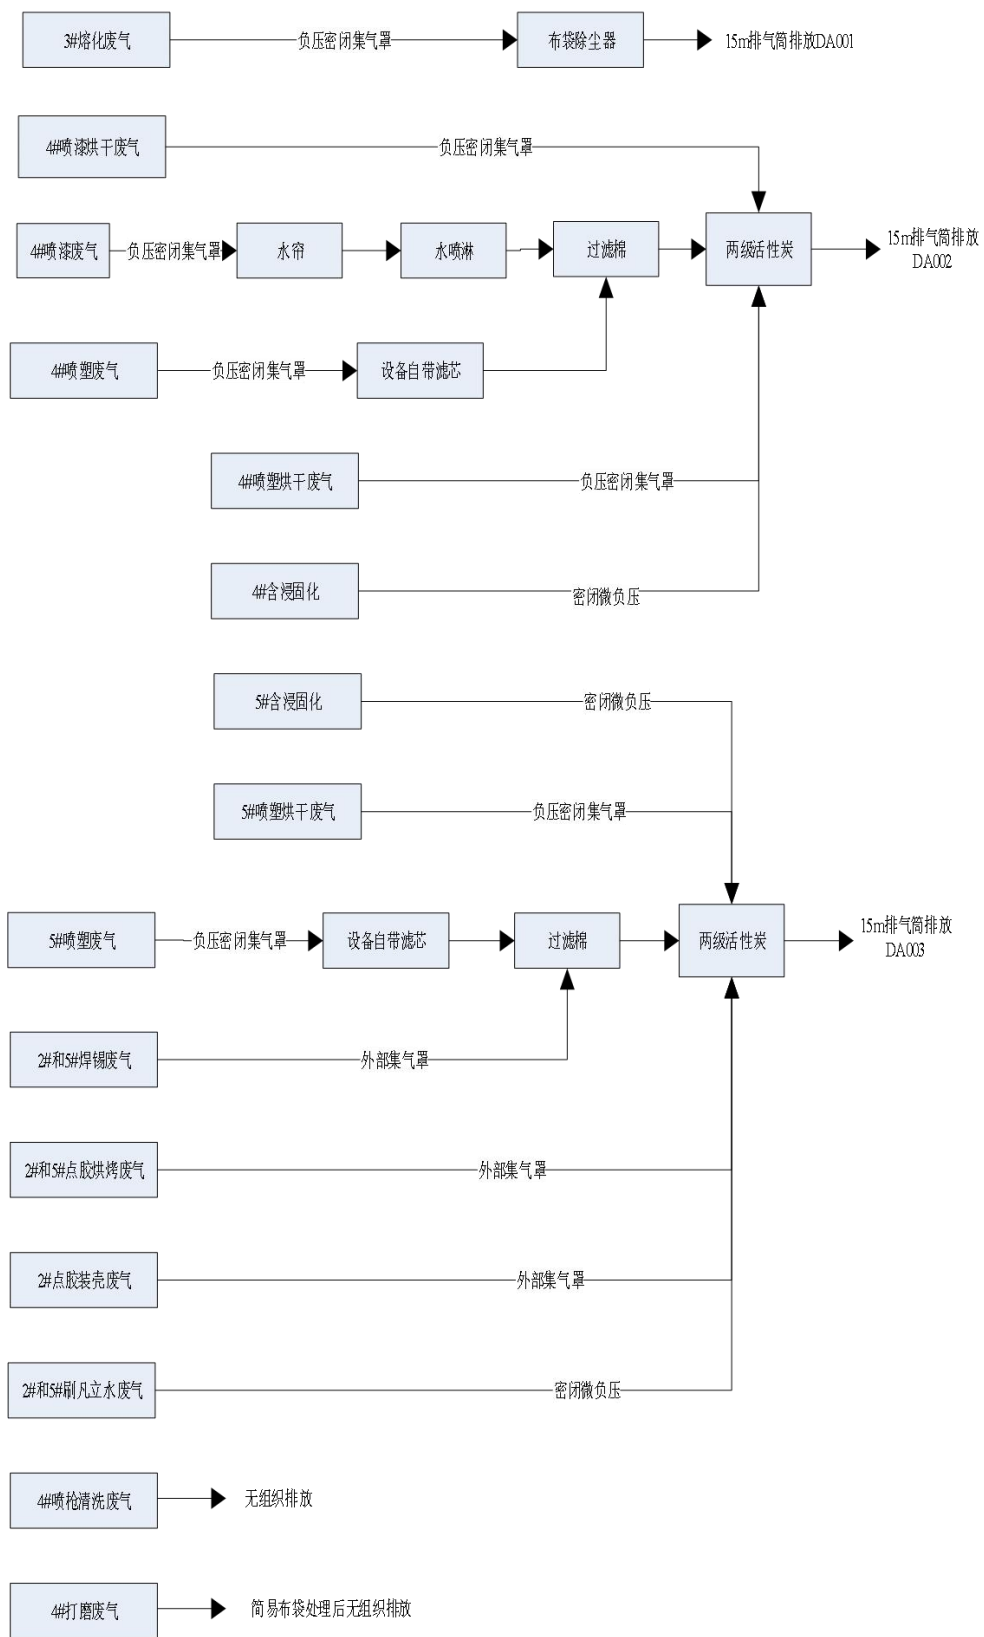 3#熔化废气
负压密闭集气罩
布袋除尘器
15m排气筒排放DA001
4#喷漆烘干废气
负压密闭集气罩
4#喷漆废气
负压密闭集气罩
水帘
水喷淋
过滤棉
两级活性炭
15m排气筒排放
DA002
4#喷塑废气
负压密闭集气罩
设备自带滤芯
4#喷塑烘干废气
负压密闭集气罩
4#含浸固化
密闭微负压
5#含浸固化
密闭微负压
5#喷塑烘干废气
负压密闭集气罩
5#喷塑废气
负压密闭集气罩
设备自带滤芯
过滤棉
两级活性炭
15m排气筒排放
DA003
2#和5#焊锡废气
外部集气罩
2#和5#点胶烘烤废气
外部集气罩
2#点胶装壳废气
外部集气罩
2#和5#刷凡立水废气
密闭微负压
4#喷枪清洗废气
无组织排放
4#打磨废气
简易布袋处理后无组织排放